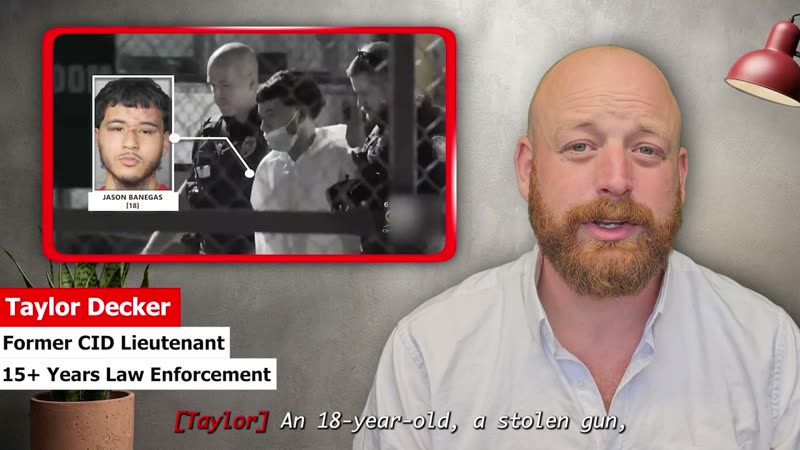 JASON BANEGAS
[18]
Taylor Decker
Former CID Lieutenant
15+ Years Law Enforcement
[Taylor] An 18-year-old, a stolen gun,